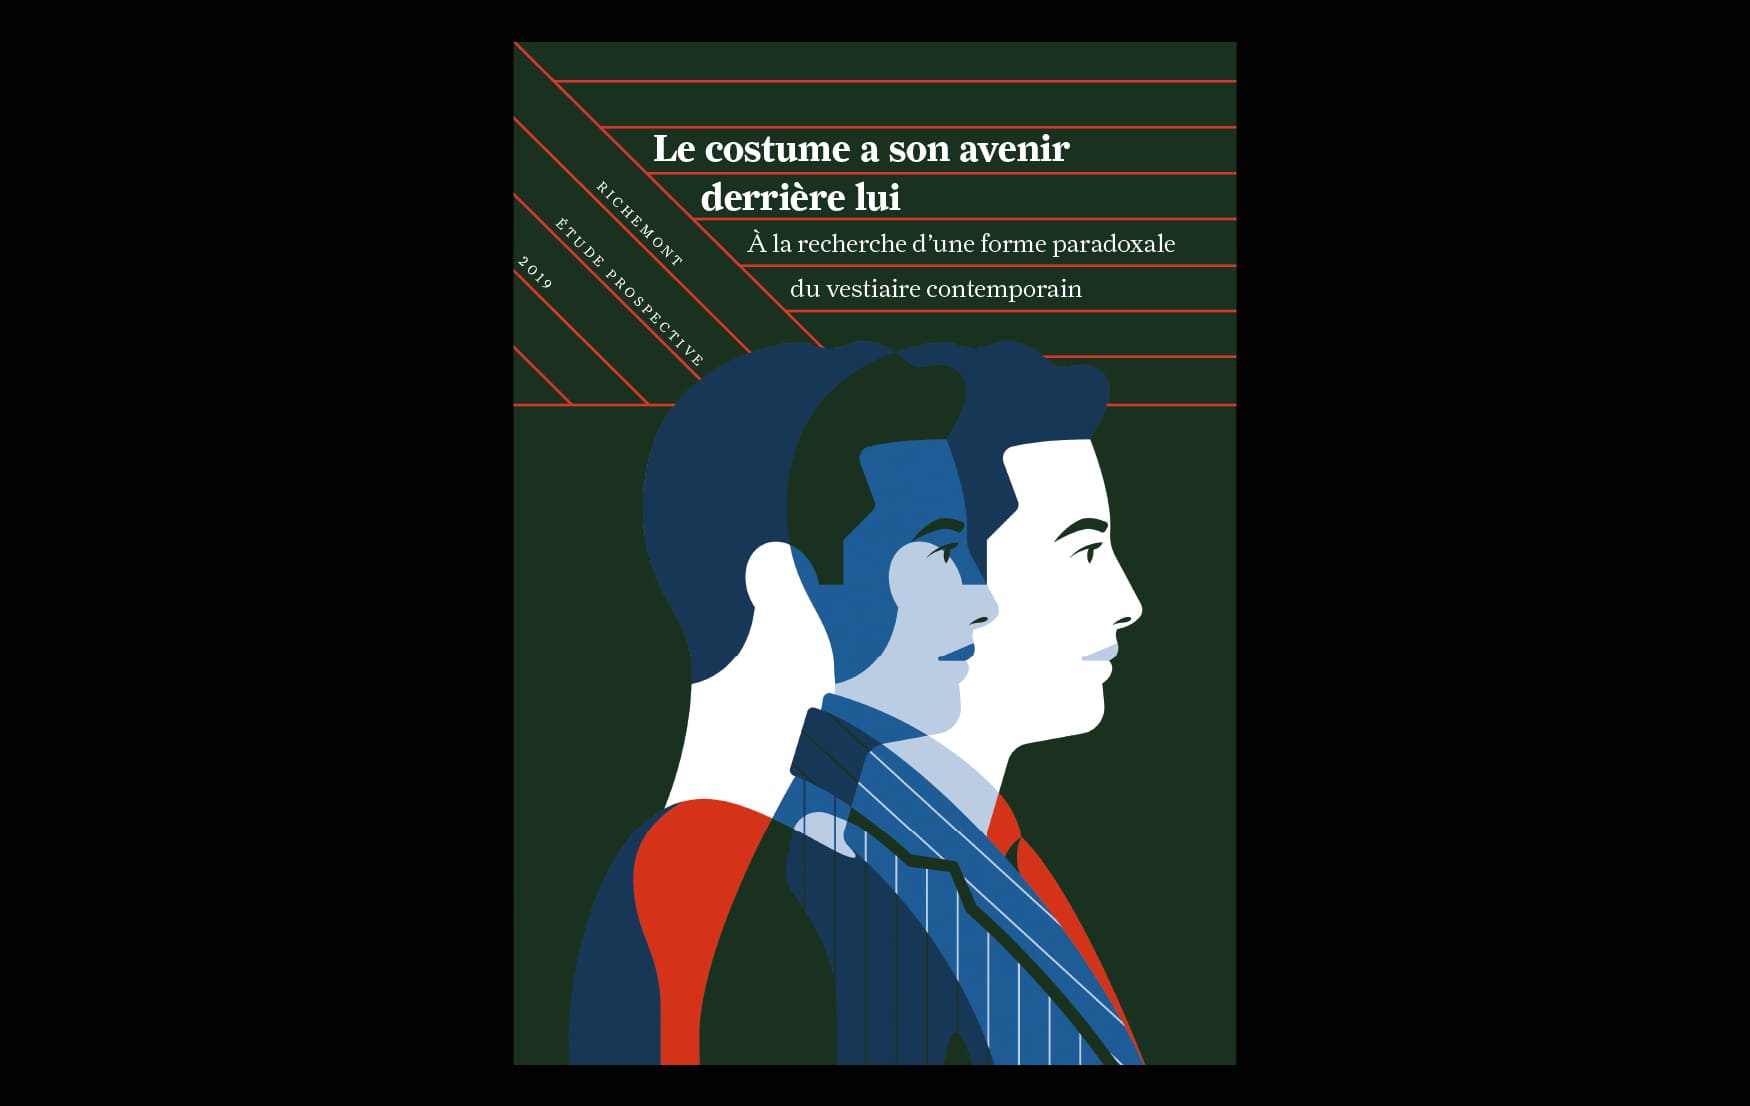 Le costume a son avenir
derrière lui
À la recherche d’une forme paradoxale
du vestiaire contemporain
RICHEMONT
ÉTUDE PROSPECTIVE
2019